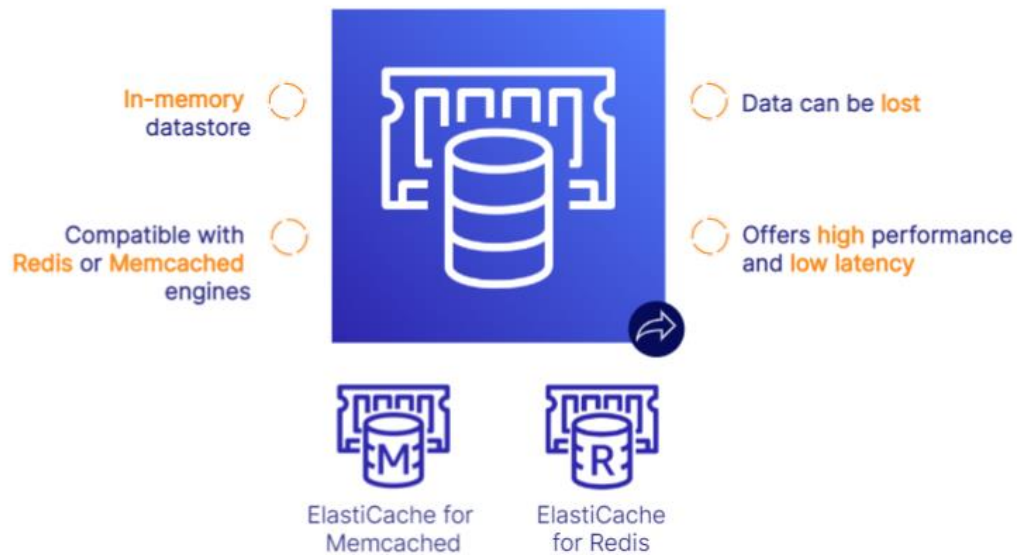 In-memory
datastore
Compatible with
Redis or Memcached
engines
Data can be lost
Offers high performance
and low latency
M
R
ElastiCache for
Memcached
ElastiCache
for Redis